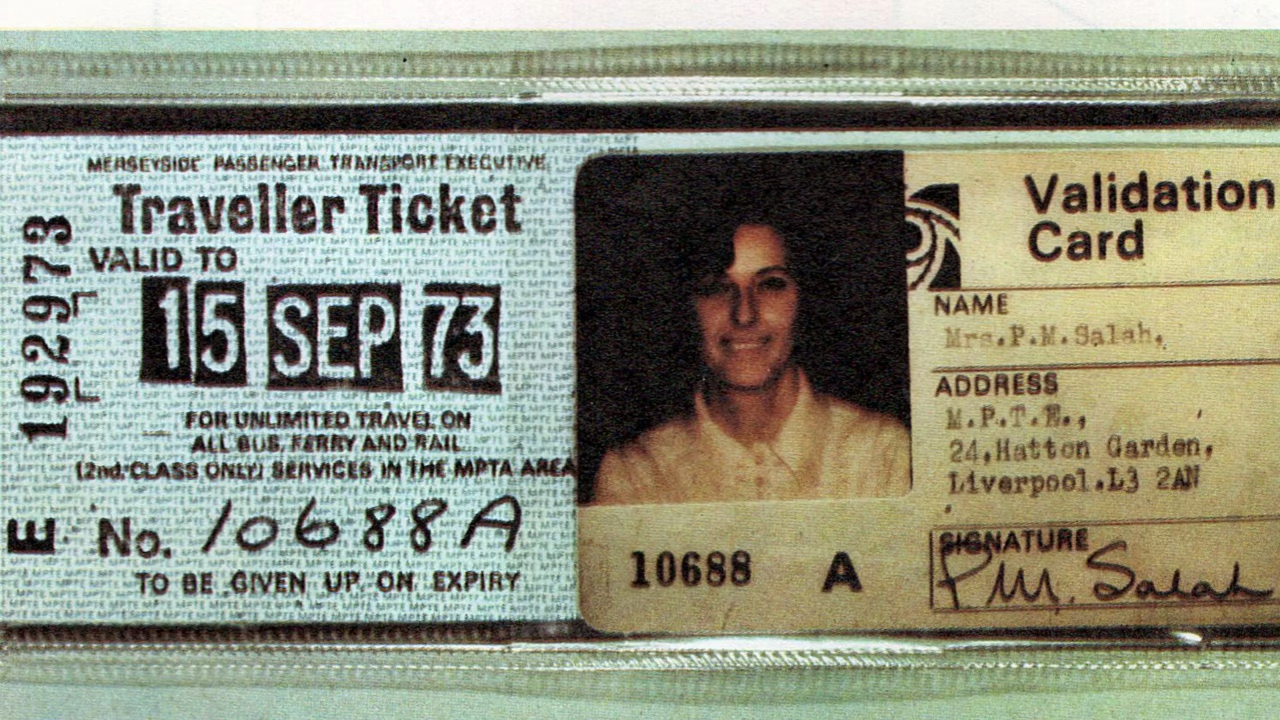 MERSEYSIDE PASSENGER TRANSPORT EXECUTIVE
Traveller Ticket
VALID TO
15 SEP 73
FOR UNLIMITED TRAVEL ON
ALL BUS, FERRY AND RAIL
(2nd. CLASS ONLY) SERVICES IN THE MPTA AREA
No. 10688A
TO BE GIVEN UP ON EXPIRY
192973
E
10688 A
Validation
Card
NAME
Mrs.P.M.Salah,
ADDRESS
M.P.T.E.,
24,Hatton Garden,
Liverpool.L3 2AN
SIGNATURE
P.M. Salah